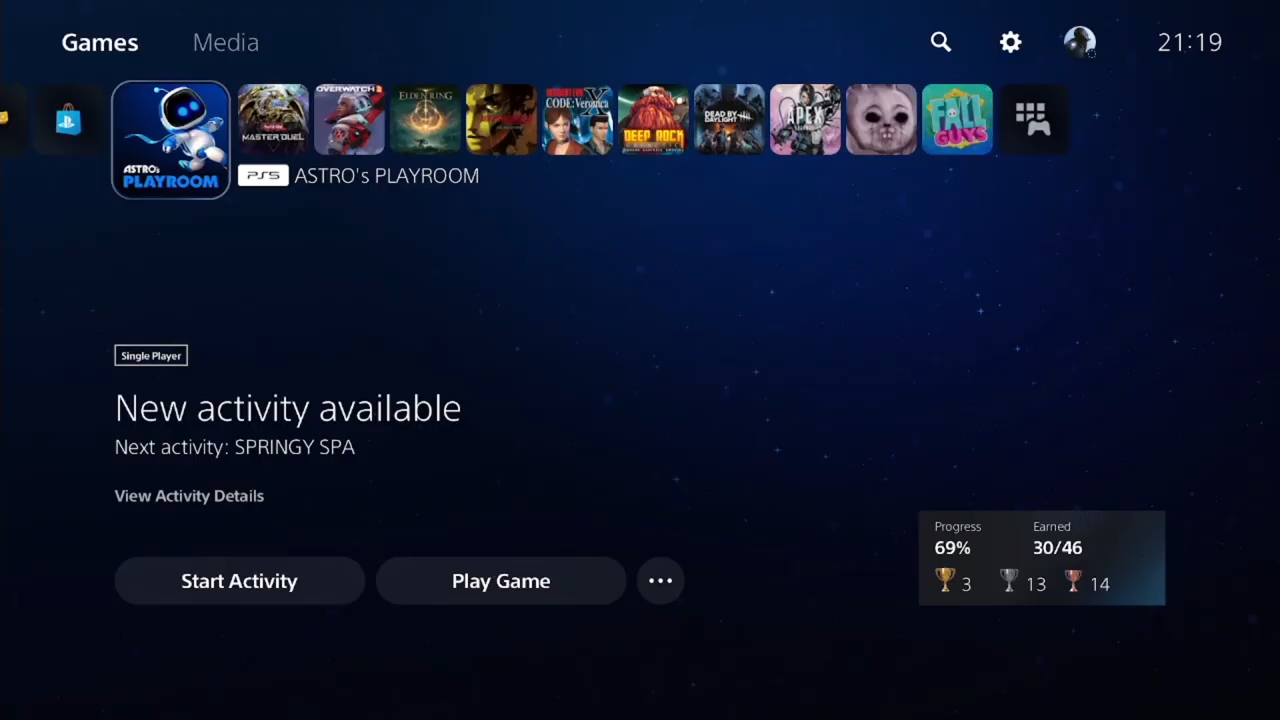 Games
Media
21:19
ASTRO's
PLAYROOM
MASTER DUEL
OVERWATCH 2
ELDEN RING
CODE:Veronica
X
DEEP ROCK
GALACTIC
DEAD BY
DAYLIGHT
APEX
FALL
GUYS
PS5
ASTRO's PLAYROOM
Single Player
New activity available
Next activity: SPRINGY SPA
View Activity Details
Progress
Earned
69%
30/46
3
13
14
Start Activity
Play Game